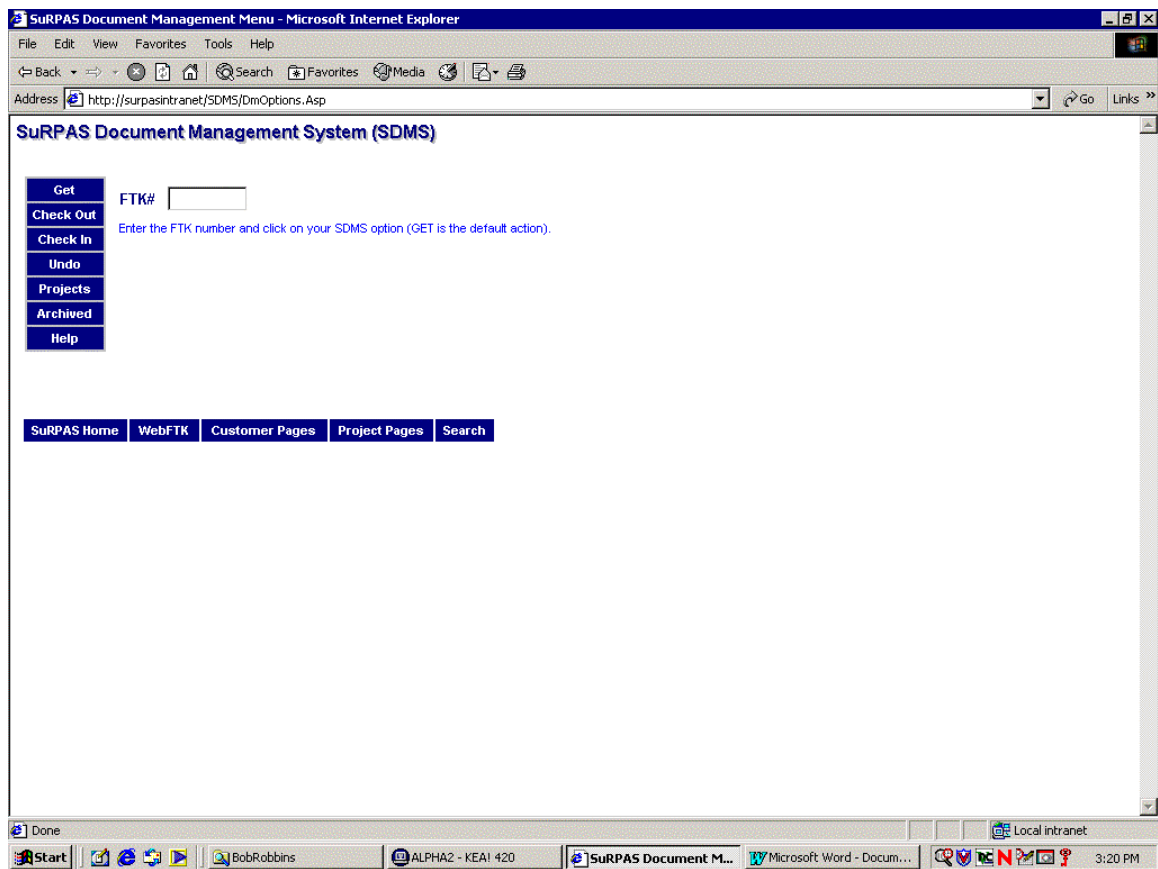 SuRPAS Document Management Menu - Microsoft Internet Explorer
File Edit View Favorites Tools Help
Back Search Favorites Media
Address http://surpasintranet/SDMS/DmOptions.Asp Go Links »
SuRPAS Document Management System (SDMS)
Get
FTK#
Check Out
Enter the FTK number and click on your SDMS option (GET is the default action).
Check In
Undo
Projects
Archived
Help
SuRPAS Home WebFTK Customer Pages Project Pages Search
Done Local intranet
Start BobRobbins ALPHA2 - KEA! 420 SuRPAS Document M... Microsoft Word - Docum... 3:20 PM